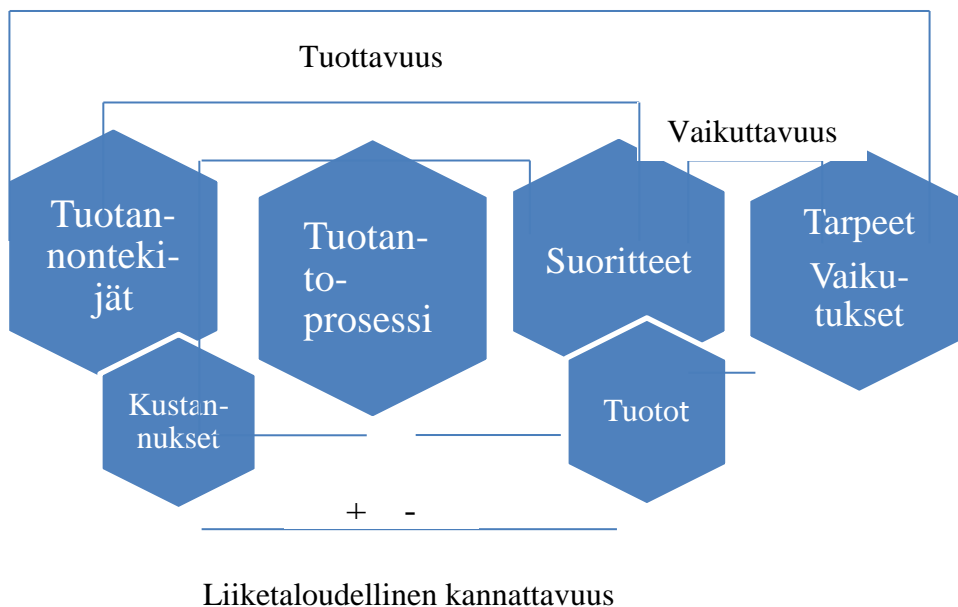 Tuottavuus
Vaikuttavuus
Tuotan-
nonteki-
jät
Tuotan-
to-
prosessi
Suoritteet
Tarpeet
Vaiku-
tukset
Kustan-
nukset
Tuotot
+ -
Liiketaloudellinen kannattavuus